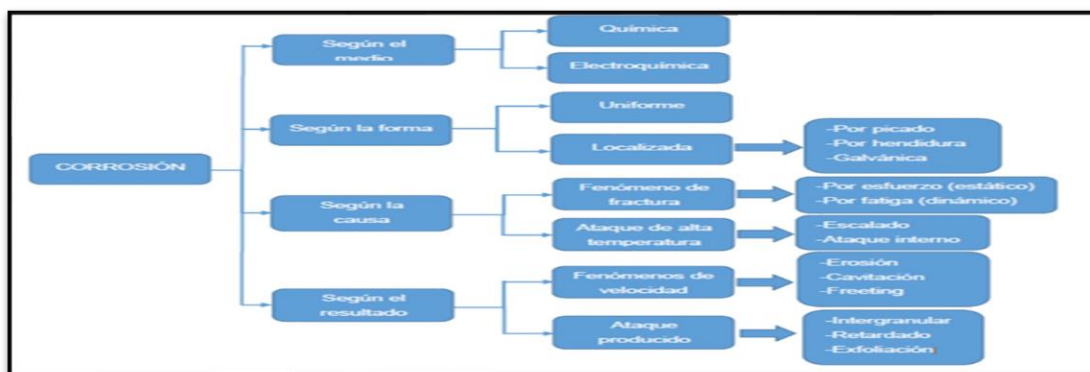 CORROSIÓN
Según el
medio
Química
Electroquímica
Según la forma
Uniforme
Localizada
-Por picado
-Por hendidura
-Galvánica
Según la
causa
Fenómeno de
fractura
-Por esfuerzo (estático)
-Por fatiga (dinámico)
Ataque de alta
temperatura
-Escalado
-Ataque interno
Según el
resultado
Fenómenos de
velocidad
-Erosión
-Cavitación
-Freeting
Ataque
producido
-Intergranular
-Retardado
-Exfoliación